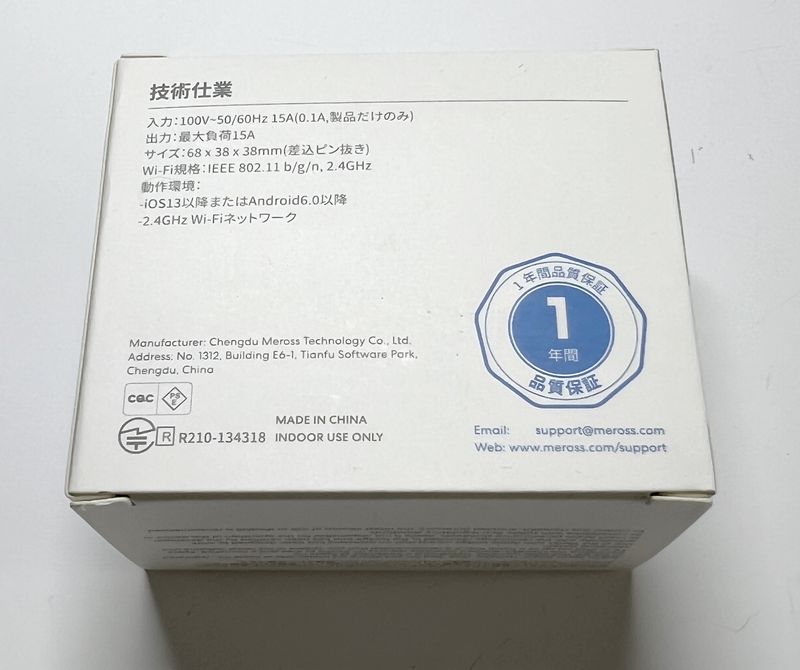 技術仕業
入力:100V~50/60Hz 15A(0.1A,製品だけのみ)
出力:最大負荷15A
サイズ:68 x 38 x 38mm(差込ピン抜き)
Wi-Fi規格:IEEE 802.11 b/g/n, 2.4GHz
動作環境:
-iOS13以降またはAndroid6.0以降
-2.4GHz Wi-Fiネットワーク
1年間品質保証
1
年間
品質保証
Manufacturer: Chengdu Meross Technology Co., Ltd.
Address: No. 1312, Building E6-1, Tianfu Software Park,
Chengdu, China
CQC PSE
R R210-134318
MADE IN CHINA
INDOOR USE ONLY
Email: support@meross.com
Web: www.meross.com/support